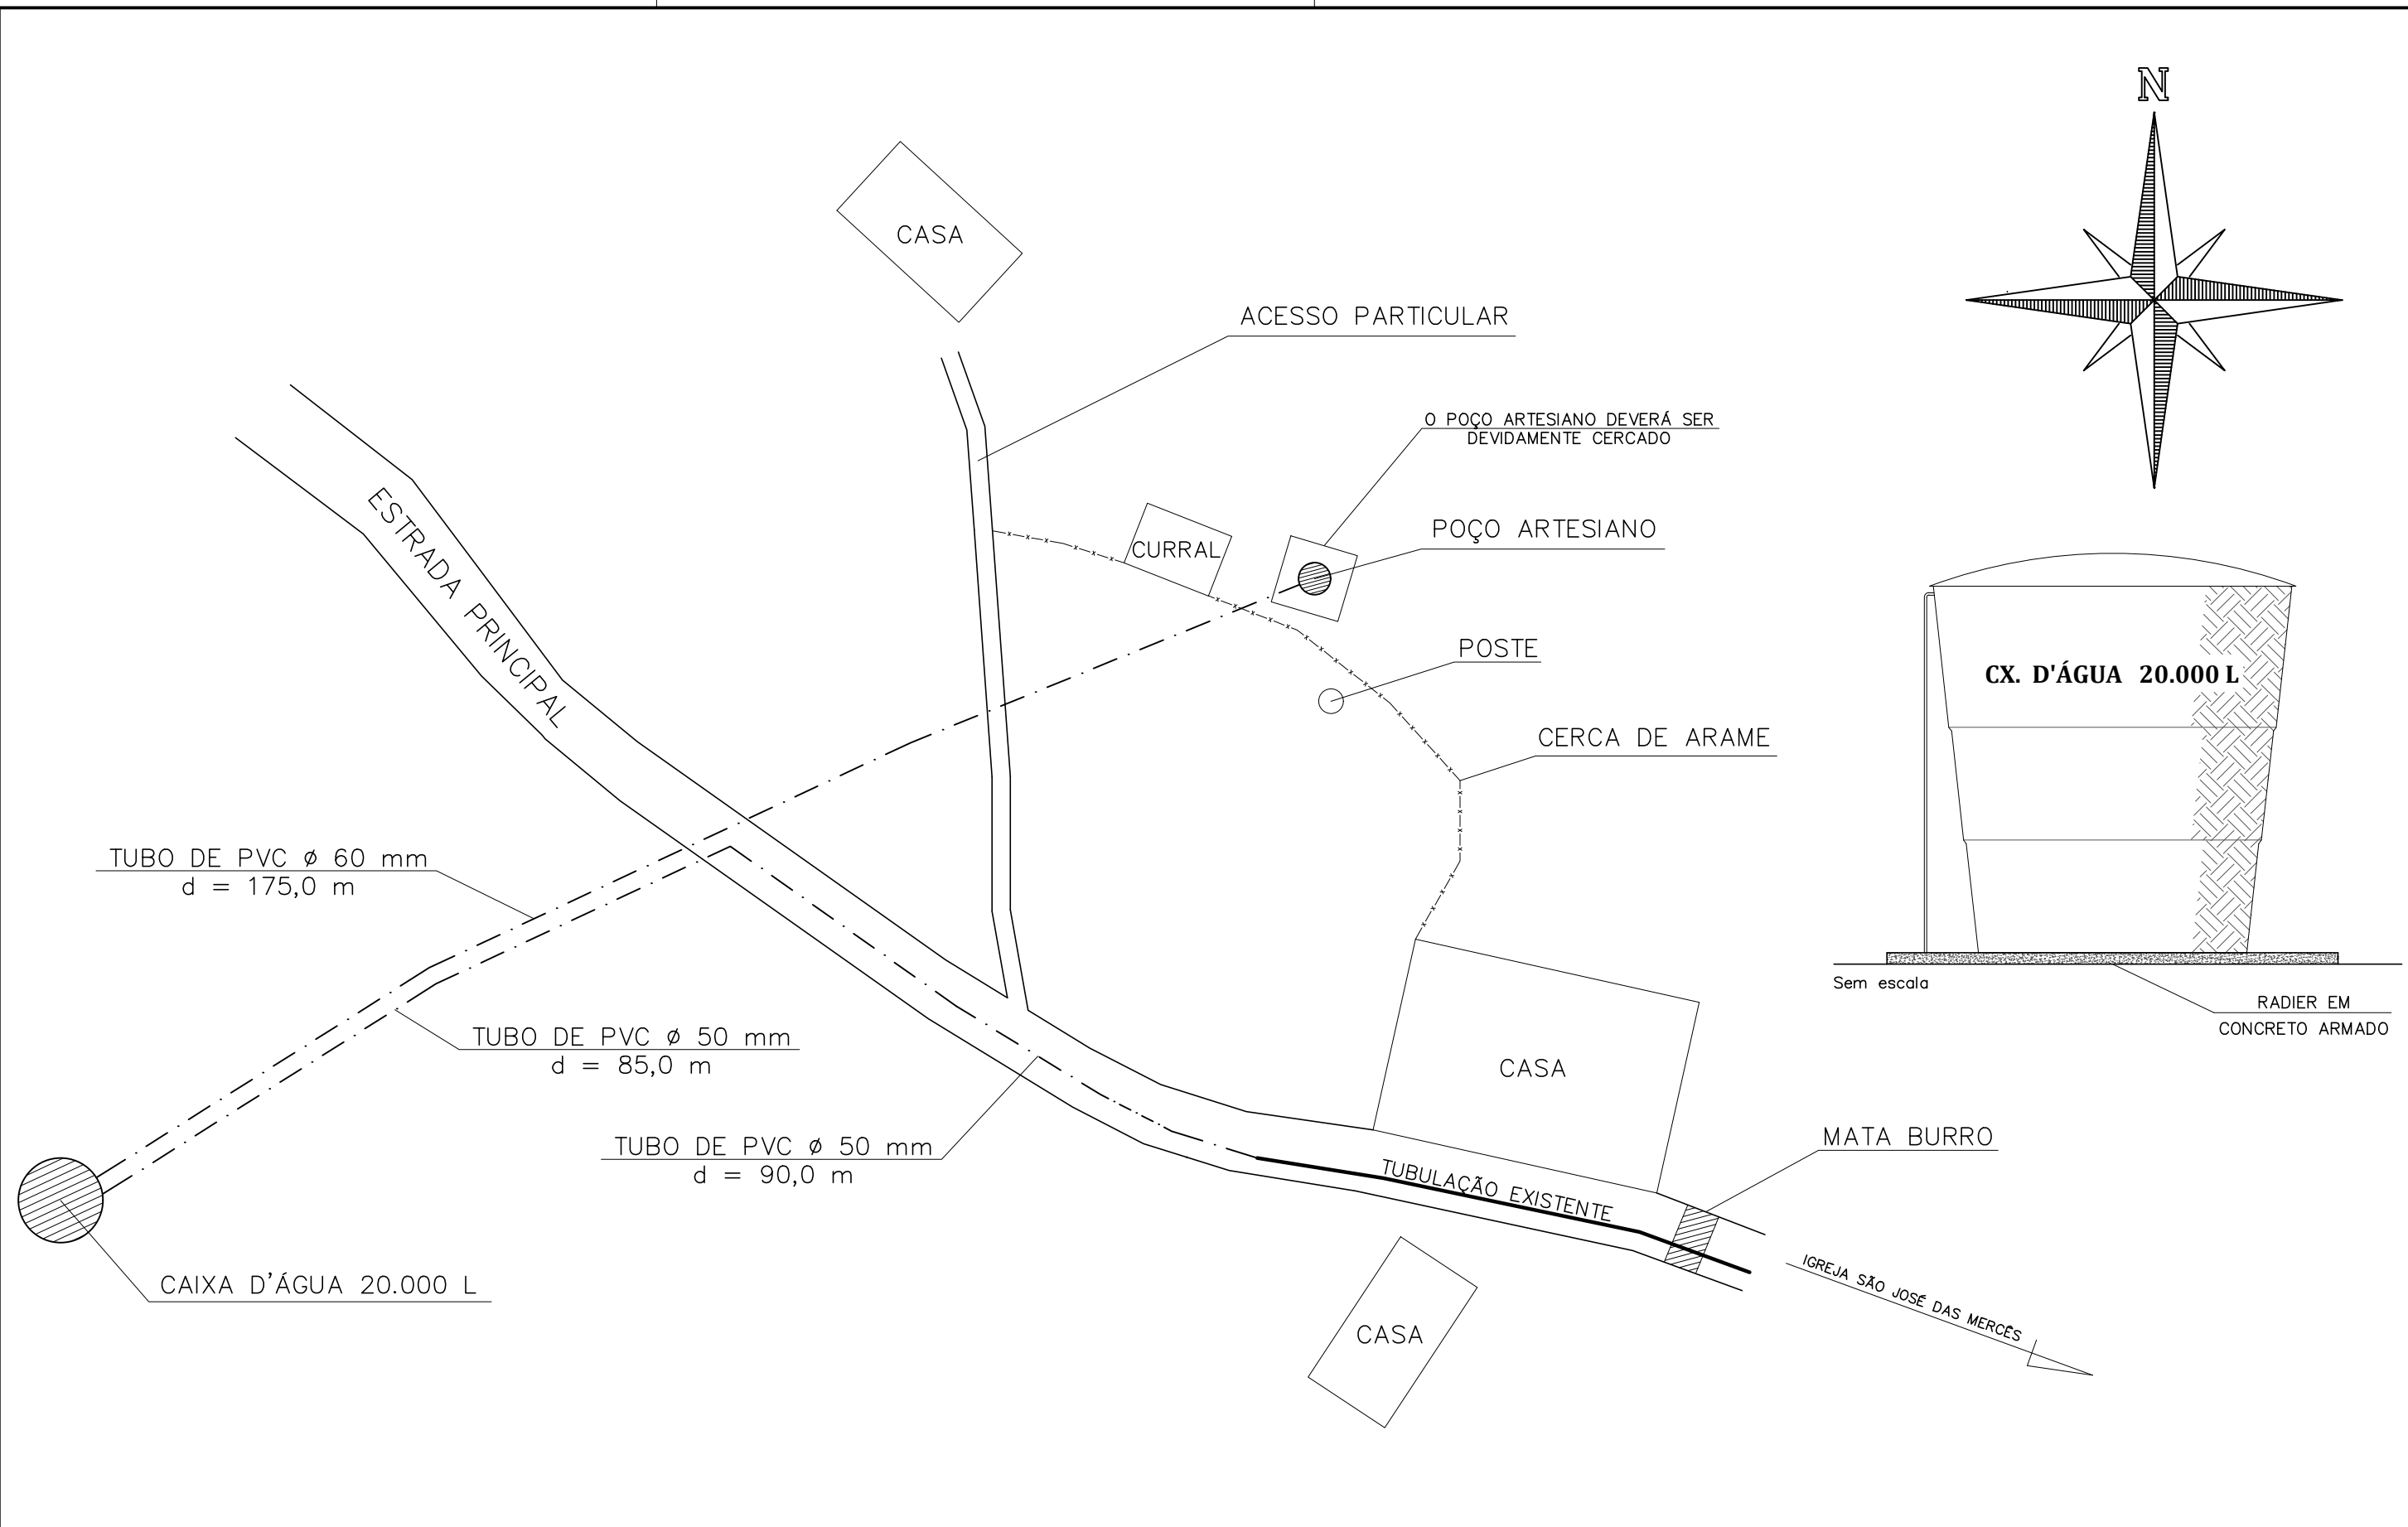 N
CASA
ACESSO PARTICULAR
O POÇO ARTESIANO DEVERÁ SER
DEVIDAMENTE CERCADO
POÇO ARTESIANO
CURRAL
ESTRADA PRINCIPAL
POSTE
CX. D'ÁGUA 20.000 L
CERCA DE ARAME
TUBO DE PVC ø 60 mm
d = 175,0 m
Sem escala
RADIER EM
CONCRETO ARMADO
TUBO DE PVC ø 50 mm
d = 85,0 m
CASA
TUBO DE PVC ø 50 mm
d = 90,0 m
MATA BURRO
TUBULAÇÃO EXISTENTE
CAIXA D'ÁGUA 20.000 L
IGREJA SÃO JOSÉ DAS MERCÊS
CASA